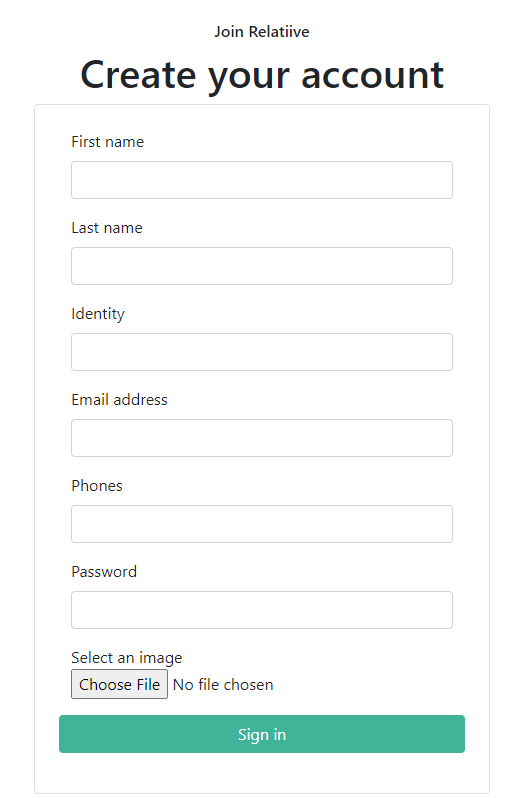 Join Relatiive
Create your account
First name
Last name
Identity
Email address
Phones
Password
Select an image
Choose File No file chosen
Sign in